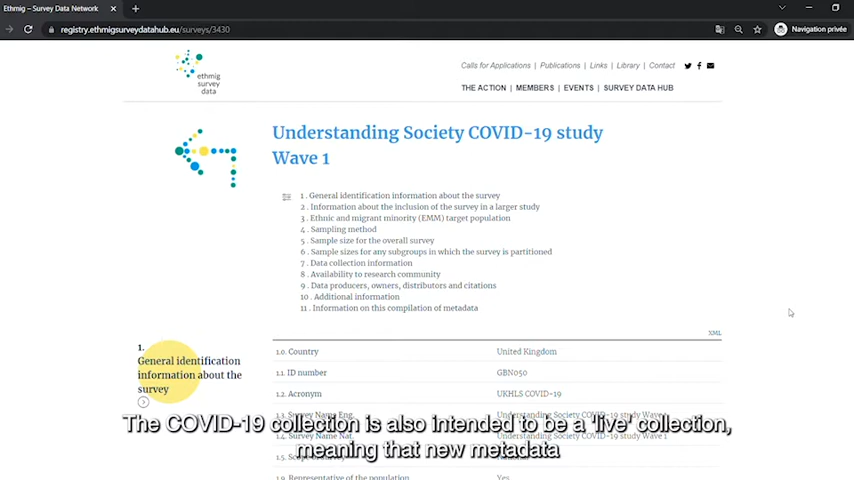 Ethmig – Survey Data Network
registry.ethmigsurveydatahub.eu/surveys/3430
Navigation privée
ethmig
survey
data
Calls for Applications | Publications | Links | Library | Contact
THE ACTION | MEMBERS | EVENTS | SURVEY DATA HUB
Understanding Society COVID-19 study
Wave 1
1 . General identification information about the survey
2 . Information about the inclusion of the survey in a larger study
3 . Ethnic and migrant minority (EMM) target population
4 . Sampling method
5 . Sample size for the overall survey
6 . Sample sizes for any subgroups in which the survey is partitioned
7 . Data collection information
8 . Availability to research community
9 . Data producers, owners, distributors and citations
10 . Additional information
11 . Information on this compilation of metadata
XML
1.
General identification
information about the
survey
1.0. Country United Kingdom
1.1. ID number GBN050
1.2. Acronym UKHLS COVID-19
1.3. Survey Name Eng. Understanding Society COVID-19 study Wave 1
1.4. Survey Name Nat. Understanding Society COVID-19 study Wave 1
1.6. Representative of the population Yes
The COVID-19 collection is also intended to be a 'live' collection,
meaning that new metadata